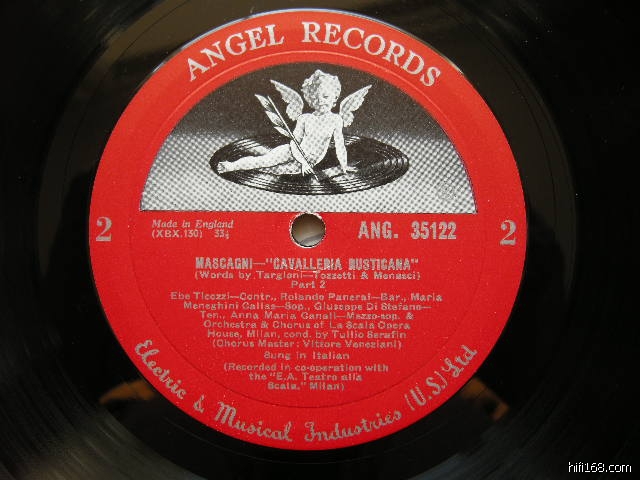 ANGEL RECORDS
Made in England
(XBX.130) 33⅓
2
ANG. 35122
2
MASCAGNI—"CAVALLERIA RUSTICANA"
(Words by Targioni—Tozzetti & Menasci)
Part 2
Ebe Ticozzi—Contr., Rolando Panerai—Bar., Maria
Meneghini Callas—Sop., Giuseppe Di Stefano—
Ten., Anna Maria Canali—Mezzo-sop. &
Orchestra & Chorus of La Scala Opera
House, Milan, cond. by Tullio Serafin
(Chorus Master: Vittore Veneziani)
Sung in Italian
(Recorded in co-operation with
the "E.A. Teatro alla
Scala," Milan)
Electric & Musical Industries (U.S.) Ltd
hifi168.com